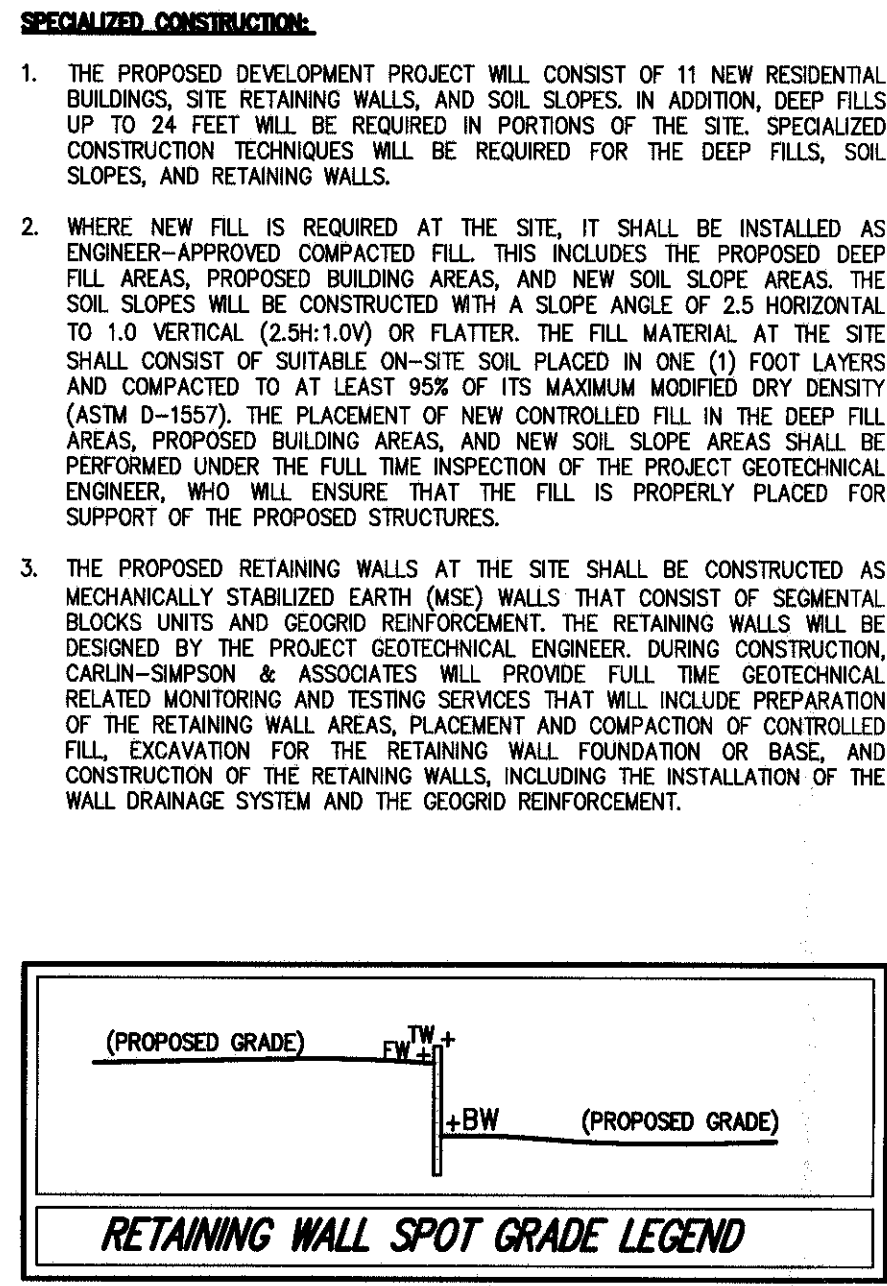 SPECIALIZED CONSTRUCTION:
1. THE PROPOSED DEVELOPMENT PROJECT WILL CONSIST OF 11 NEW RESIDENTIAL
BUILDINGS, SITE RETAINING WALLS, AND SOIL SLOPES. IN ADDITION, DEEP FILLS
UP TO 24 FEET WILL BE REQUIRED IN PORTIONS OF THE SITE. SPECIALIZED
CONSTRUCTION TECHNIQUES WILL BE REQUIRED FOR THE DEEP FILLS, SOIL
SLOPES, AND RETAINING WALLS.
2. WHERE NEW FILL IS REQUIRED AT THE SITE, IT SHALL BE INSTALLED AS
ENGINEER-APPROVED COMPACTED FILL. THIS INCLUDES THE PROPOSED DEEP
FILL AREAS, PROPOSED BUILDING AREAS, AND NEW SOIL SLOPE AREAS. THE
SOIL SLOPES WILL BE CONSTRUCTED WITH A SLOPE ANGLE OF 2.5 HORIZONTAL
TO 1.0 VERTICAL (2.5H:1.0V) OR FLATTER. THE FILL MATERIAL AT THE SITE
SHALL CONSIST OF SUITABLE ON-SITE SOIL PLACED IN ONE (1) FOOT LAYERS
AND COMPACTED TO AT LEAST 95% OF ITS MAXIMUM MODIFIED DRY DENSITY
(ASTM D-1557). THE PLACEMENT OF NEW CONTROLLED FILL IN THE DEEP FILL
AREAS, PROPOSED BUILDING AREAS, AND NEW SOIL SLOPE AREAS SHALL BE
PERFORMED UNDER THE FULL TIME INSPECTION OF THE PROJECT GEOTECHNICAL
ENGINEER, WHO WILL ENSURE THAT THE FILL IS PROPERLY PLACED FOR
SUPPORT OF THE PROPOSED STRUCTURES.
3. THE PROPOSED RETAINING WALLS AT THE SITE SHALL BE CONSTRUCTED AS
MECHANICALLY STABILIZED EARTH (MSE) WALLS THAT CONSIST OF SEGMENTAL
BLOCKS UNITS AND GEOGRID REINFORCEMENT. THE RETAINING WALLS WILL BE
DESIGNED BY THE PROJECT GEOTECHNICAL ENGINEER. DURING CONSTRUCTION,
CARLIN-SIMPSON & ASSOCIATES WILL PROVIDE FULL TIME GEOTECHNICAL
RELATED MONITORING AND TESTING SERVICES THAT WILL INCLUDE PREPARATION
OF THE RETAINING WALL AREAS, PLACEMENT AND COMPACTION OF CONTROLLED
FILL, EXCAVATION FOR THE RETAINING WALL FOUNDATION OR BASE, AND
CONSTRUCTION OF THE RETAINING WALLS, INCLUDING THE INSTALLATION OF THE
WALL DRAINAGE SYSTEM AND THE GEOGRID REINFORCEMENT.
TW +
(PROPOSED GRADE) FW +
+BW (PROPOSED GRADE)
RETAINING WALL SPOT GRADE LEGEND